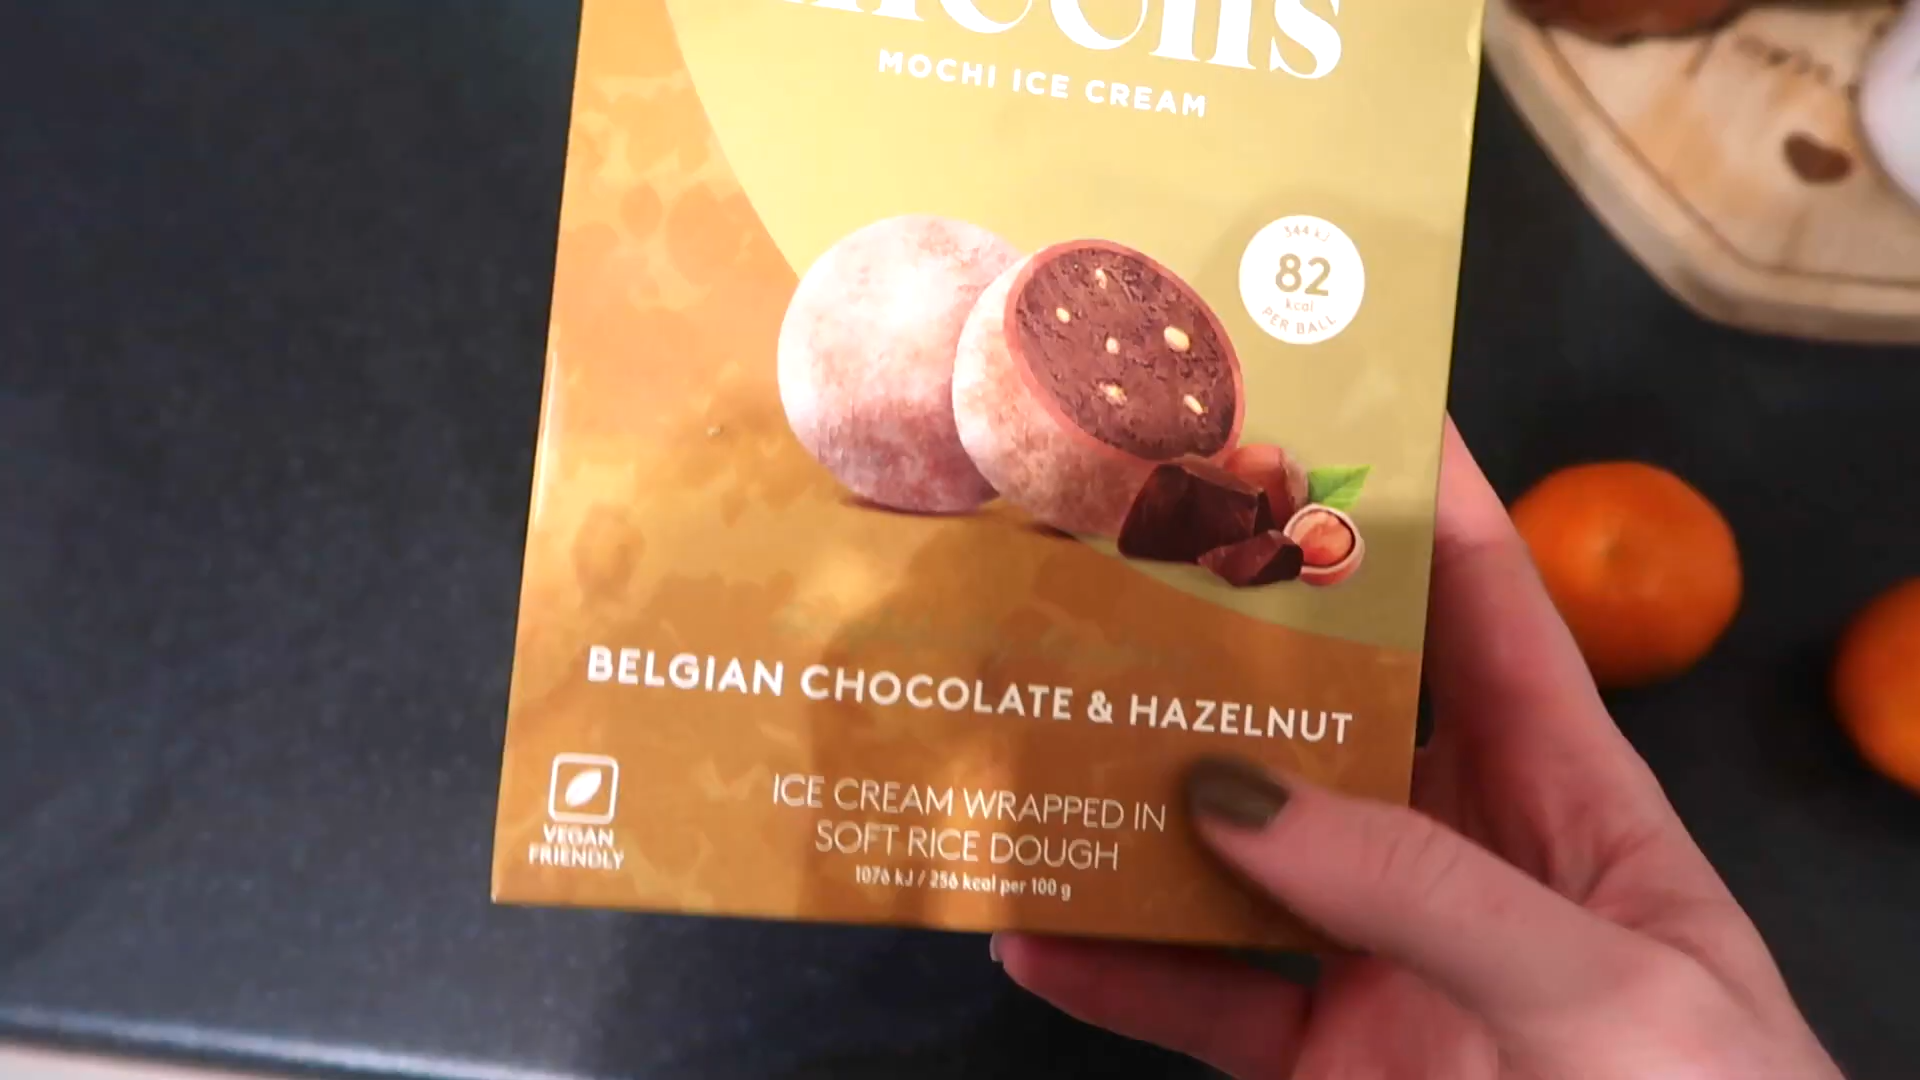 MOCHI ICE CREAM
344 kJ
82
kcal
PER BALL
BELGIAN CHOCOLATE & HAZELNUT
VEGAN
FRIENDLY
ICE CREAM WRAPPED IN
SOFT RICE DOUGH
1076 kJ / 256 kcal per 100 g